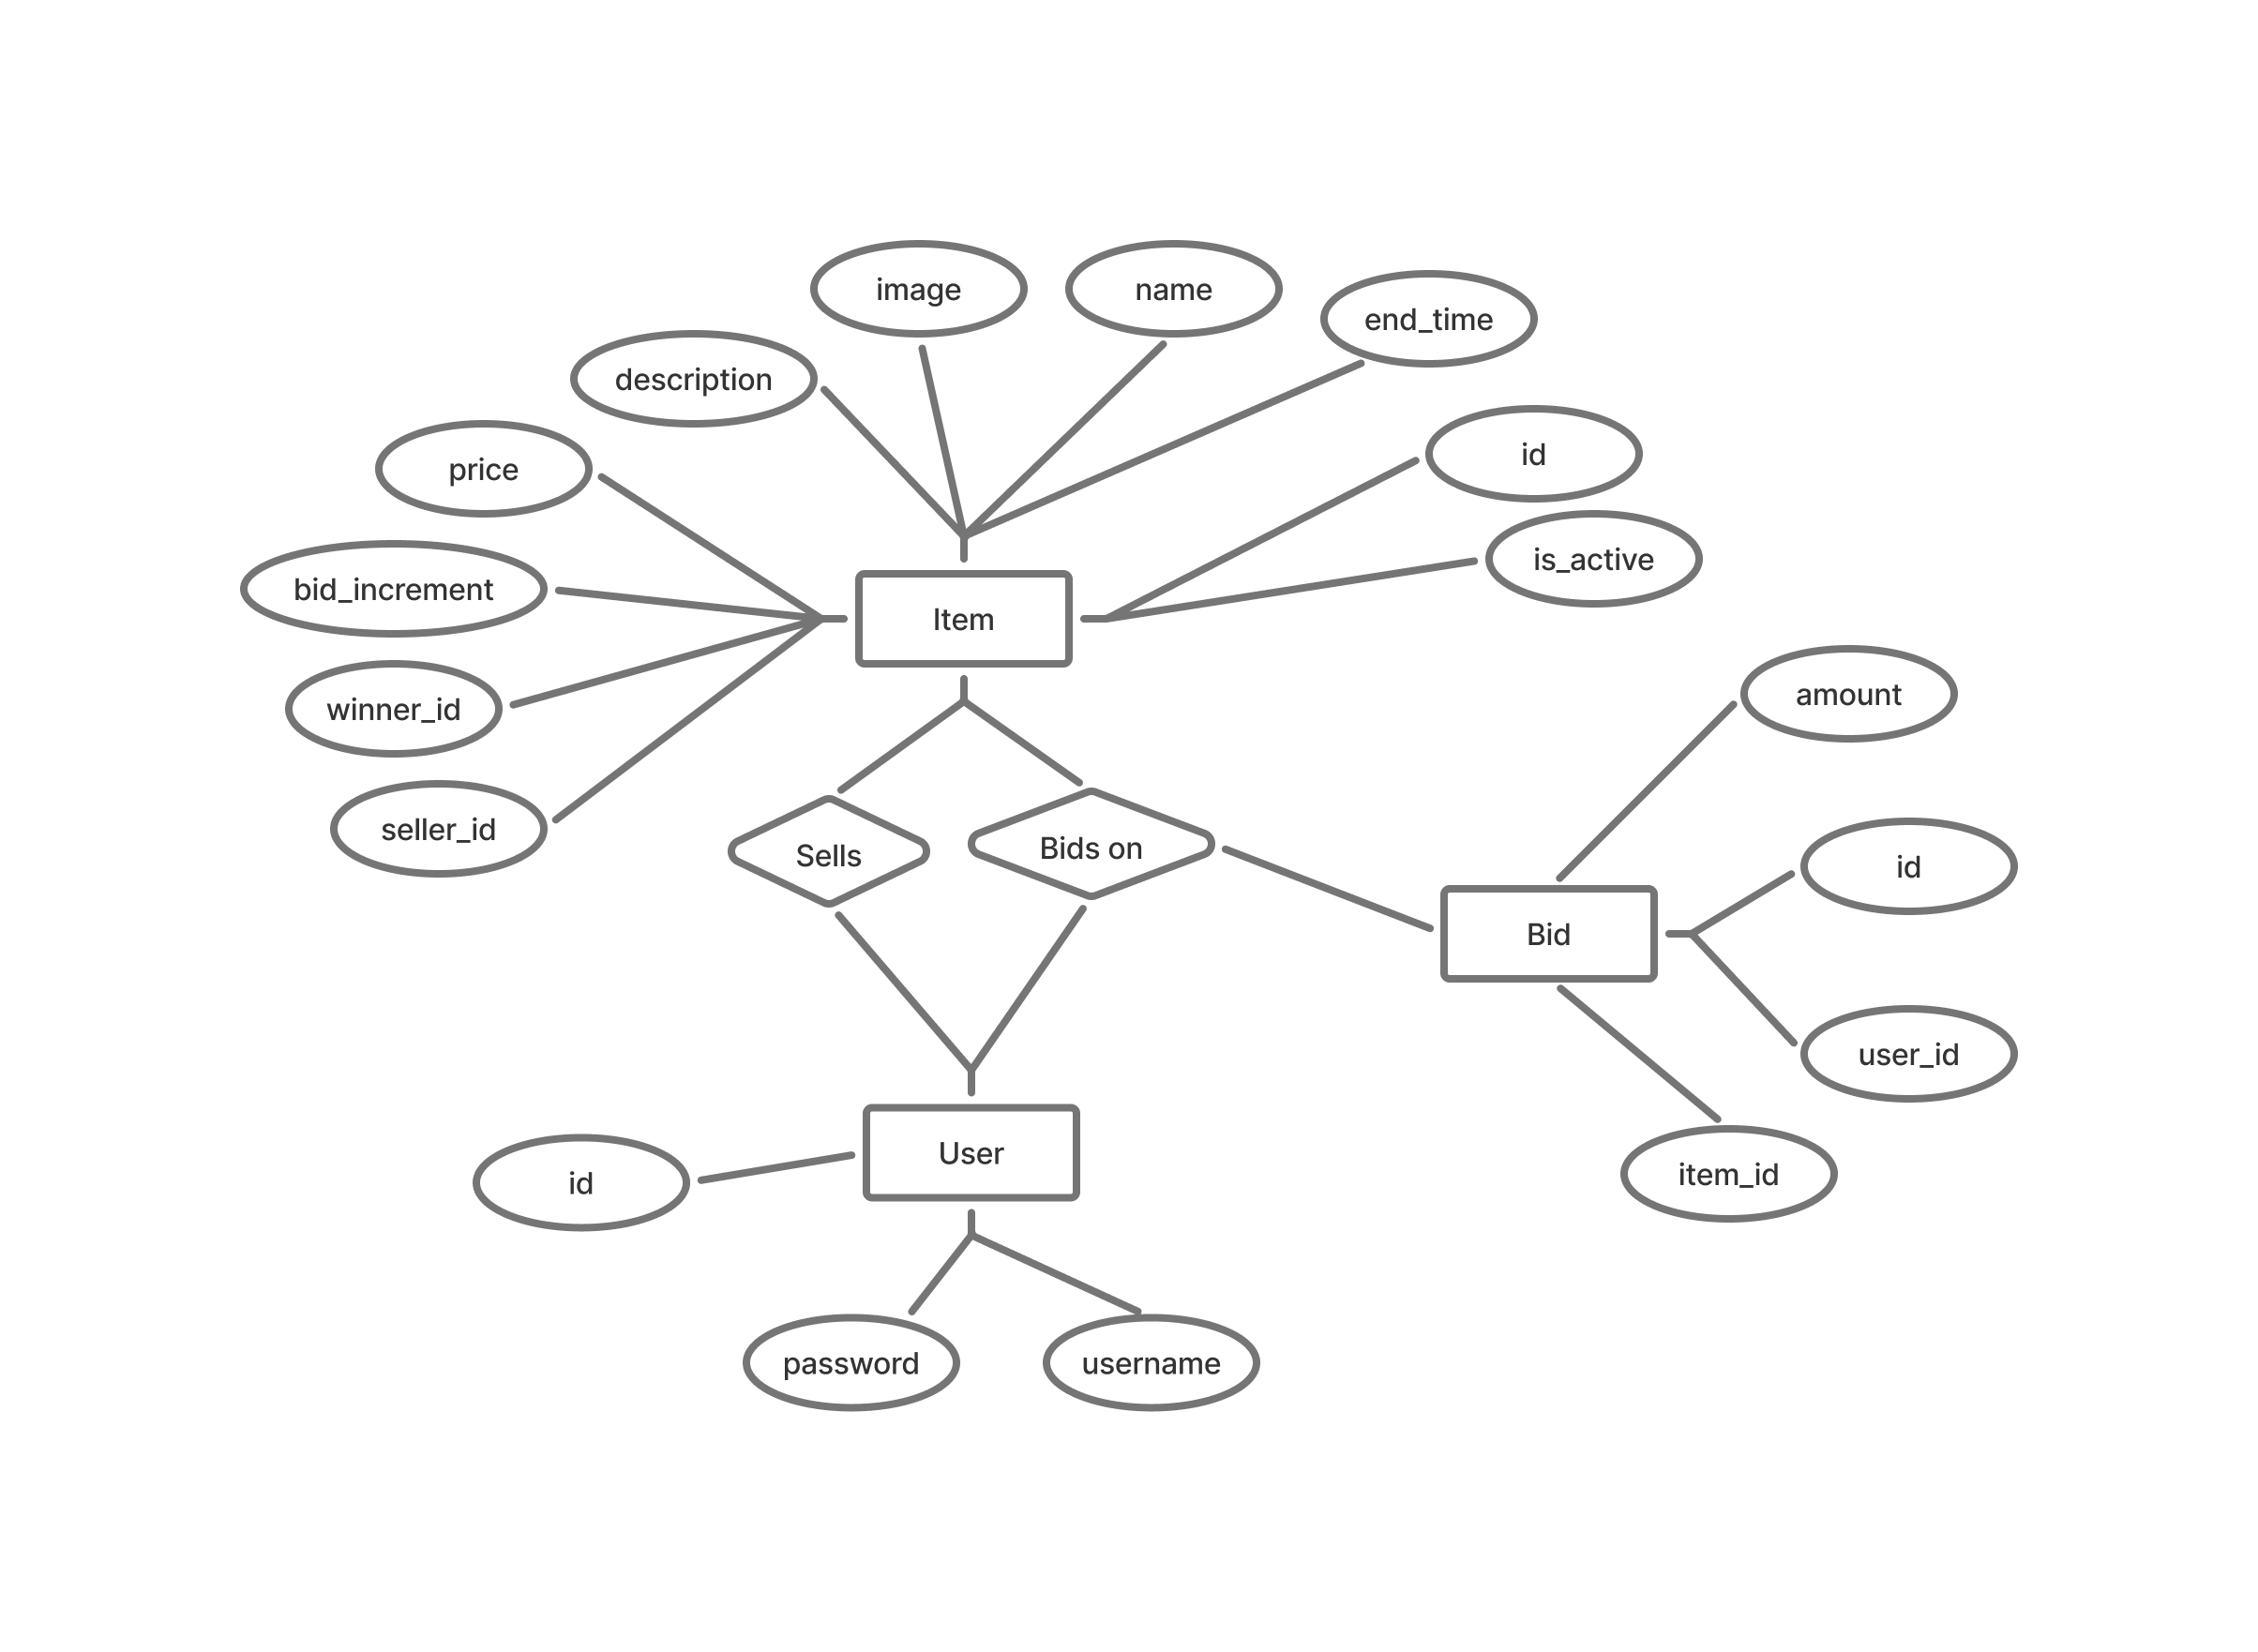 image
name
end_time
description
id
price
is_active
bid_increment
Item
winner_id
amount
seller_id
Sells
Bids on
id
Bid
user_id
User
item_id
id
password
username